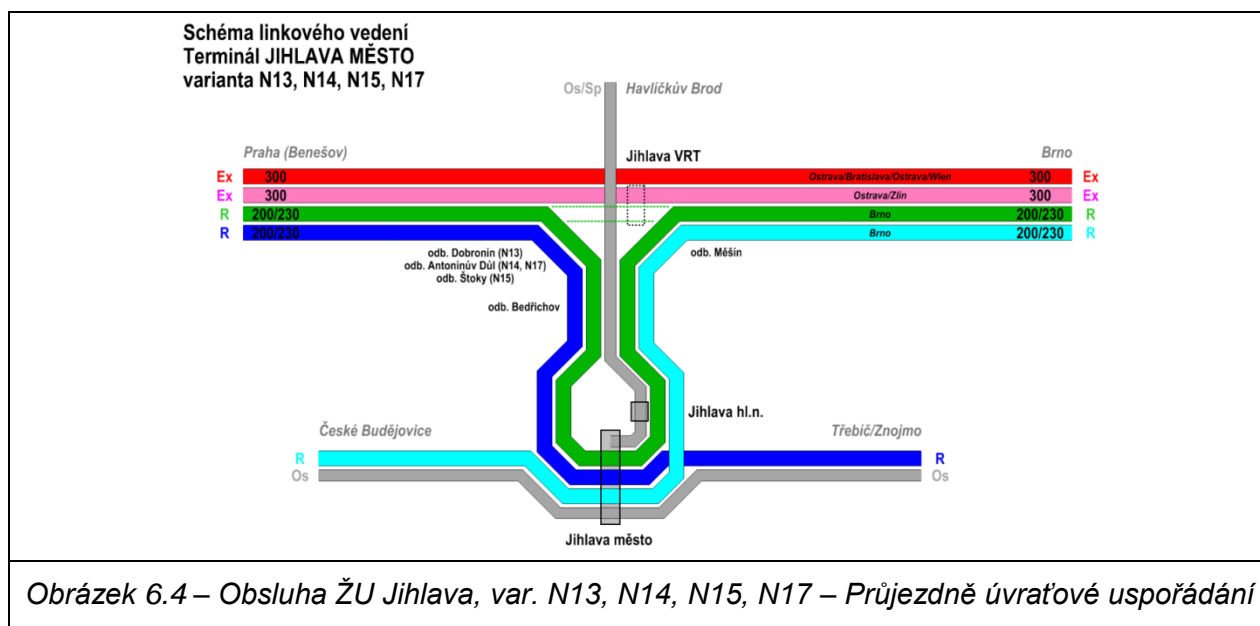 Schéma linkového vedení
Terminál JIHLAVA MĚSTO
varianta N13, N14, N15, N17
Os/Sp Havlíčkův Brod
Praha (Benešov) Jihlava VRT Brno
Ex 300 Ostrava/Bratislava/Ostrava/Wien 300 Ex
Ex 300 Ostrava/Zlín 300 Ex
R 200/230 Brno 200/230 R
R 200/230 Brno 200/230 R
odb. Dobronín (N13) odb. Měšín
odb. Antonínův Důl (N14, N17)
odb. Štoky (N15)
odb. Bedřichov
Jihlava hl.n.
České Budějovice Třebíč/Znojmo
R R
Os Os
Jihlava město
Obrázek 6.4 – Obsluha ŽU Jihlava, var. N13, N14, N15, N17 – Průjezdně úvraťové uspořádání